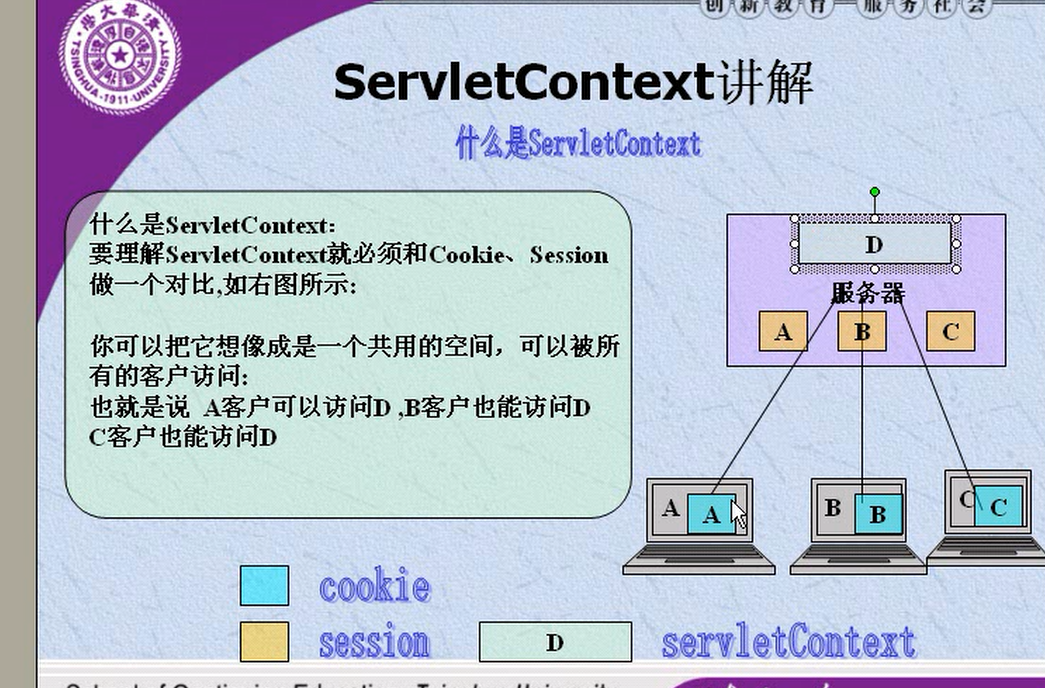 创新教育 服务社会
TSINGHUA ·1911· UNIVERSITY
ServletContext讲解
什么是ServletContext
什么是ServletContext:
要理解ServletContext就必须和Cookie、Session
做一个对比,如右图所示:
你可以把它想像成是一个共用的空间，可以被所
有的客户访问:
也就是说 A客户可以访问D ,B客户也能访问D
C客户也能访问D
D
服务器
A B C
A A B B C C
cookie
session D servletContext